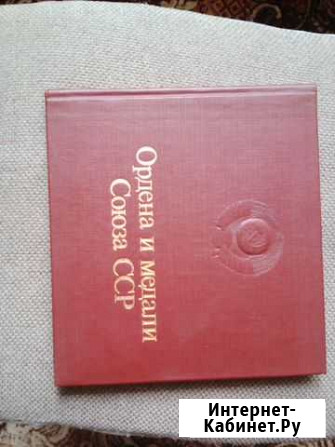 Ордена и медали
Союза ССР
Интернет-
Кабинет.Ру